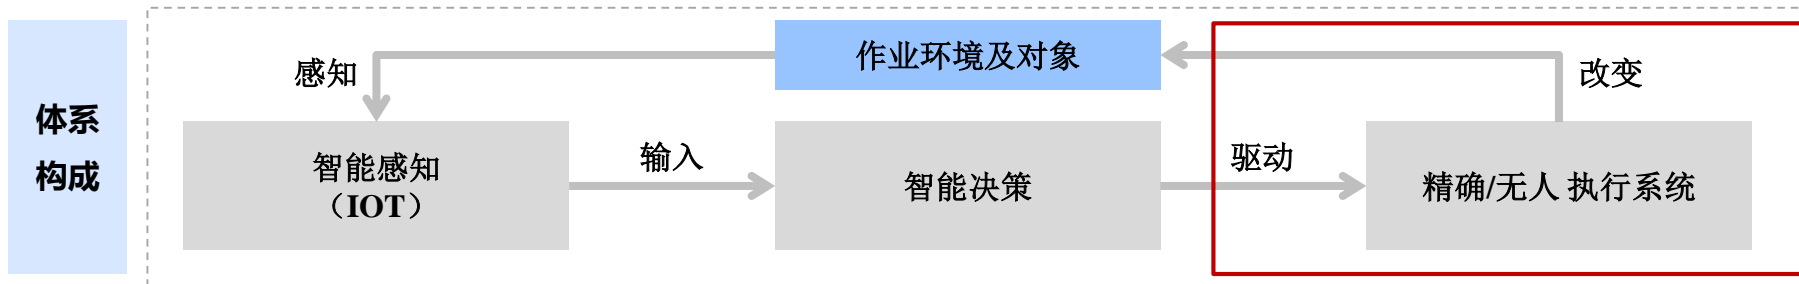 体系
构成
作业环境及对象
感知
改变
智能感知
（IOT）
输入
智能决策
驱动
精确/无人 执行系统